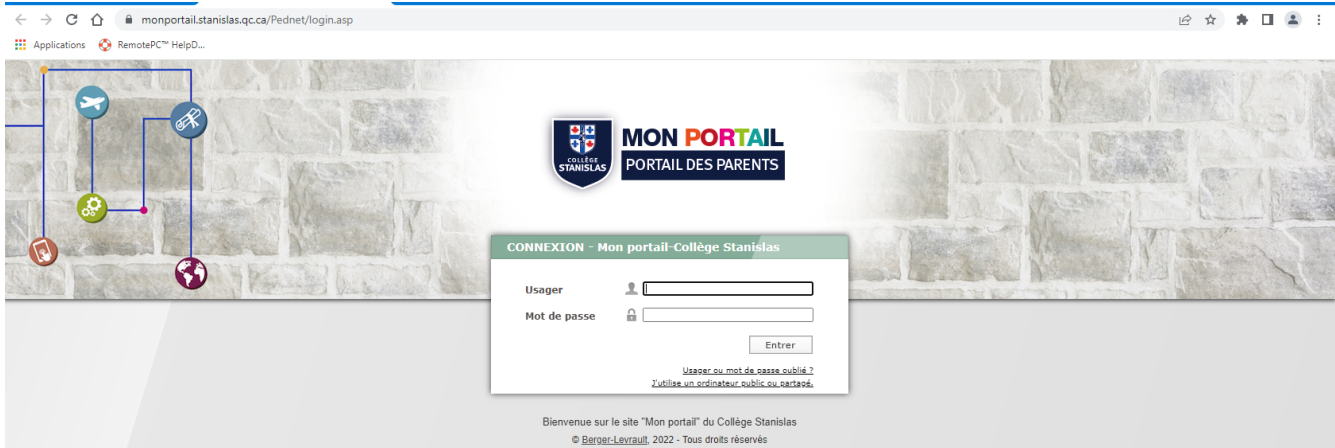 monportail.stanislas.qc.ca/Pednet/login.asp
Applications RemotePC™ HelpD...
COLLÈGE
STANISLAS
MON PORTAIL
PORTAIL DES PARENTS
CONNEXION - Mon portail-Collège Stanislas
Usager
Mot de passe
Entrer
Usager ou mot de passe oublié ?
J'utilise un ordinateur public ou partagé.
Bienvenue sur le site "Mon portail" du Collège Stanislas
© Berger-Levrault, 2022 - Tous droits réservés